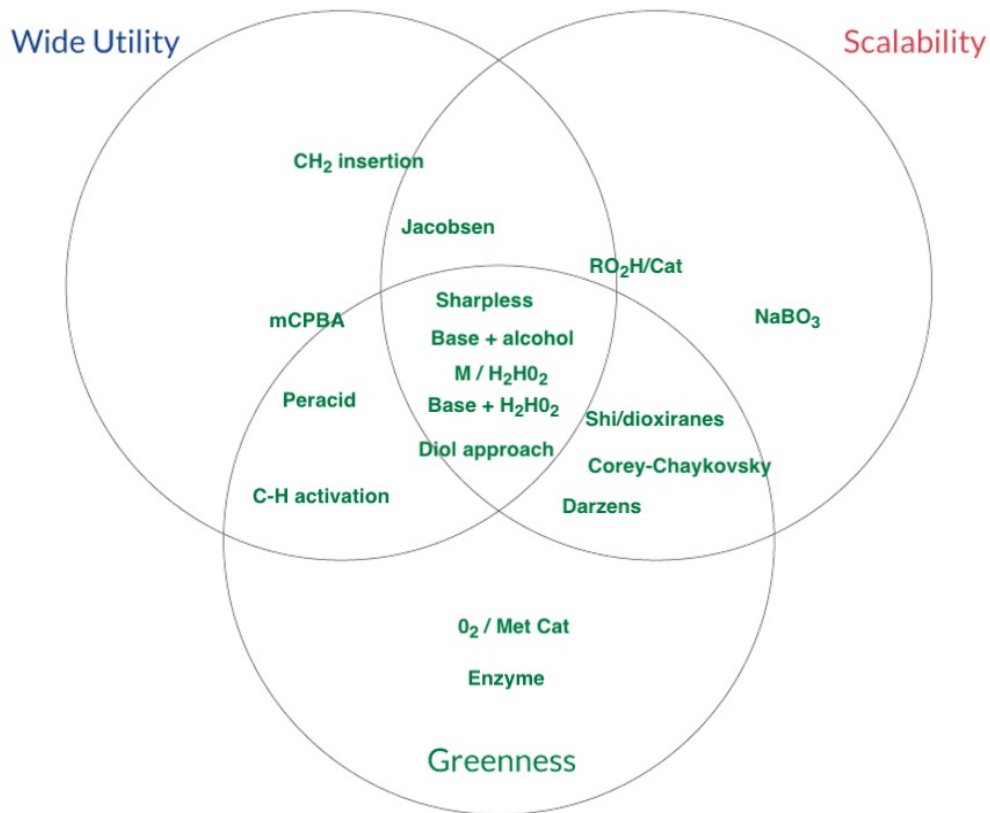 Wide Utility
Scalability
CH₂ insertion
Jacobsen
RO₂H/Cat
Sharpless
mCPBA
NaBO₃
Base + alcohol
M / H₂H0₂
Peracid
Base + H₂H0₂
Shi/dioxiranes
Diol approach
Corey-Chaykovsky
C-H activation
Darzens
0₂ / Met Cat
Enzyme
Greenness